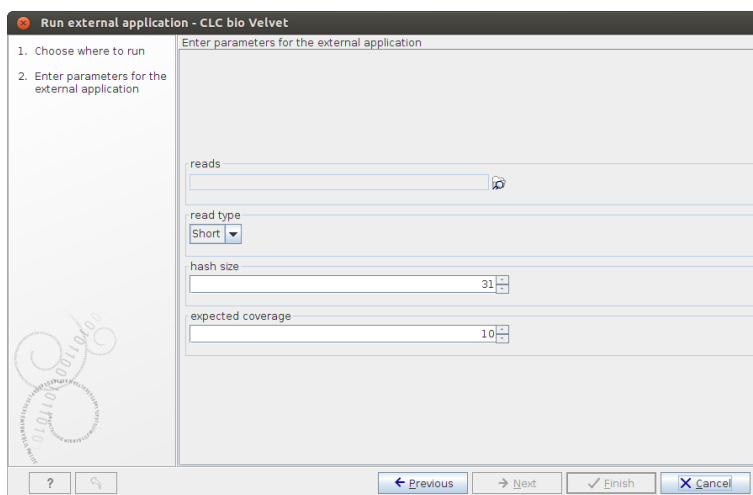 Run external application - CLC bio Velvet
1. Choose where to run
2. Enter parameters for the
external application
Enter parameters for the external application
reads
read type
Short
hash size
31
expected coverage
10
?
Previous
Next
Finish
Cancel